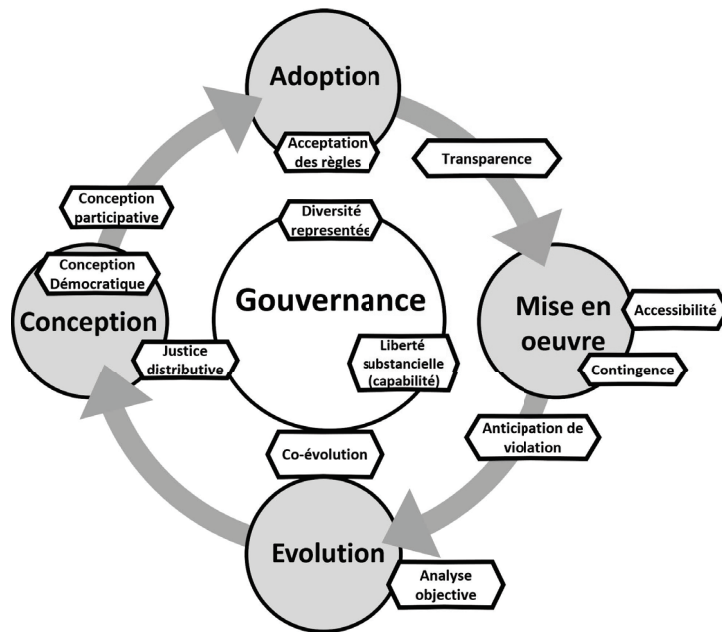 Adoption
Acceptation
des règles
Transparence
Conception
participative
Diversité
representée
Conception
Démocratique
Gouvernance
Conception
Mise en
oeuvre
Accessibilité
Justice
distributive
Liberté
substancielle
(capabilité)
Contingence
Anticipation de
violation
Co-évolution
Evolution
Analyse
objective